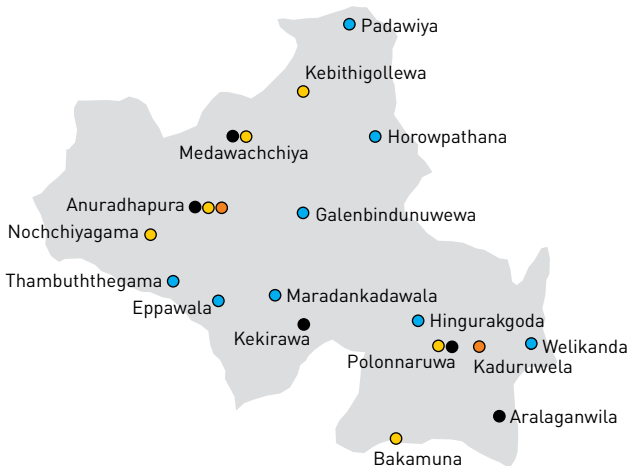 Padawiya
Kebithigollewa
Horowpathana
Medawachchiya
Anuradhapura
Galenbindunuwewa
Nochchiyagama
Thambuththegama
Maradankadawala
Eppawala
Hingurakgoda
Kekirawa
Welikanda
Polonnaruwa
Kaduruwela
Aralaganwila
Bakamuna